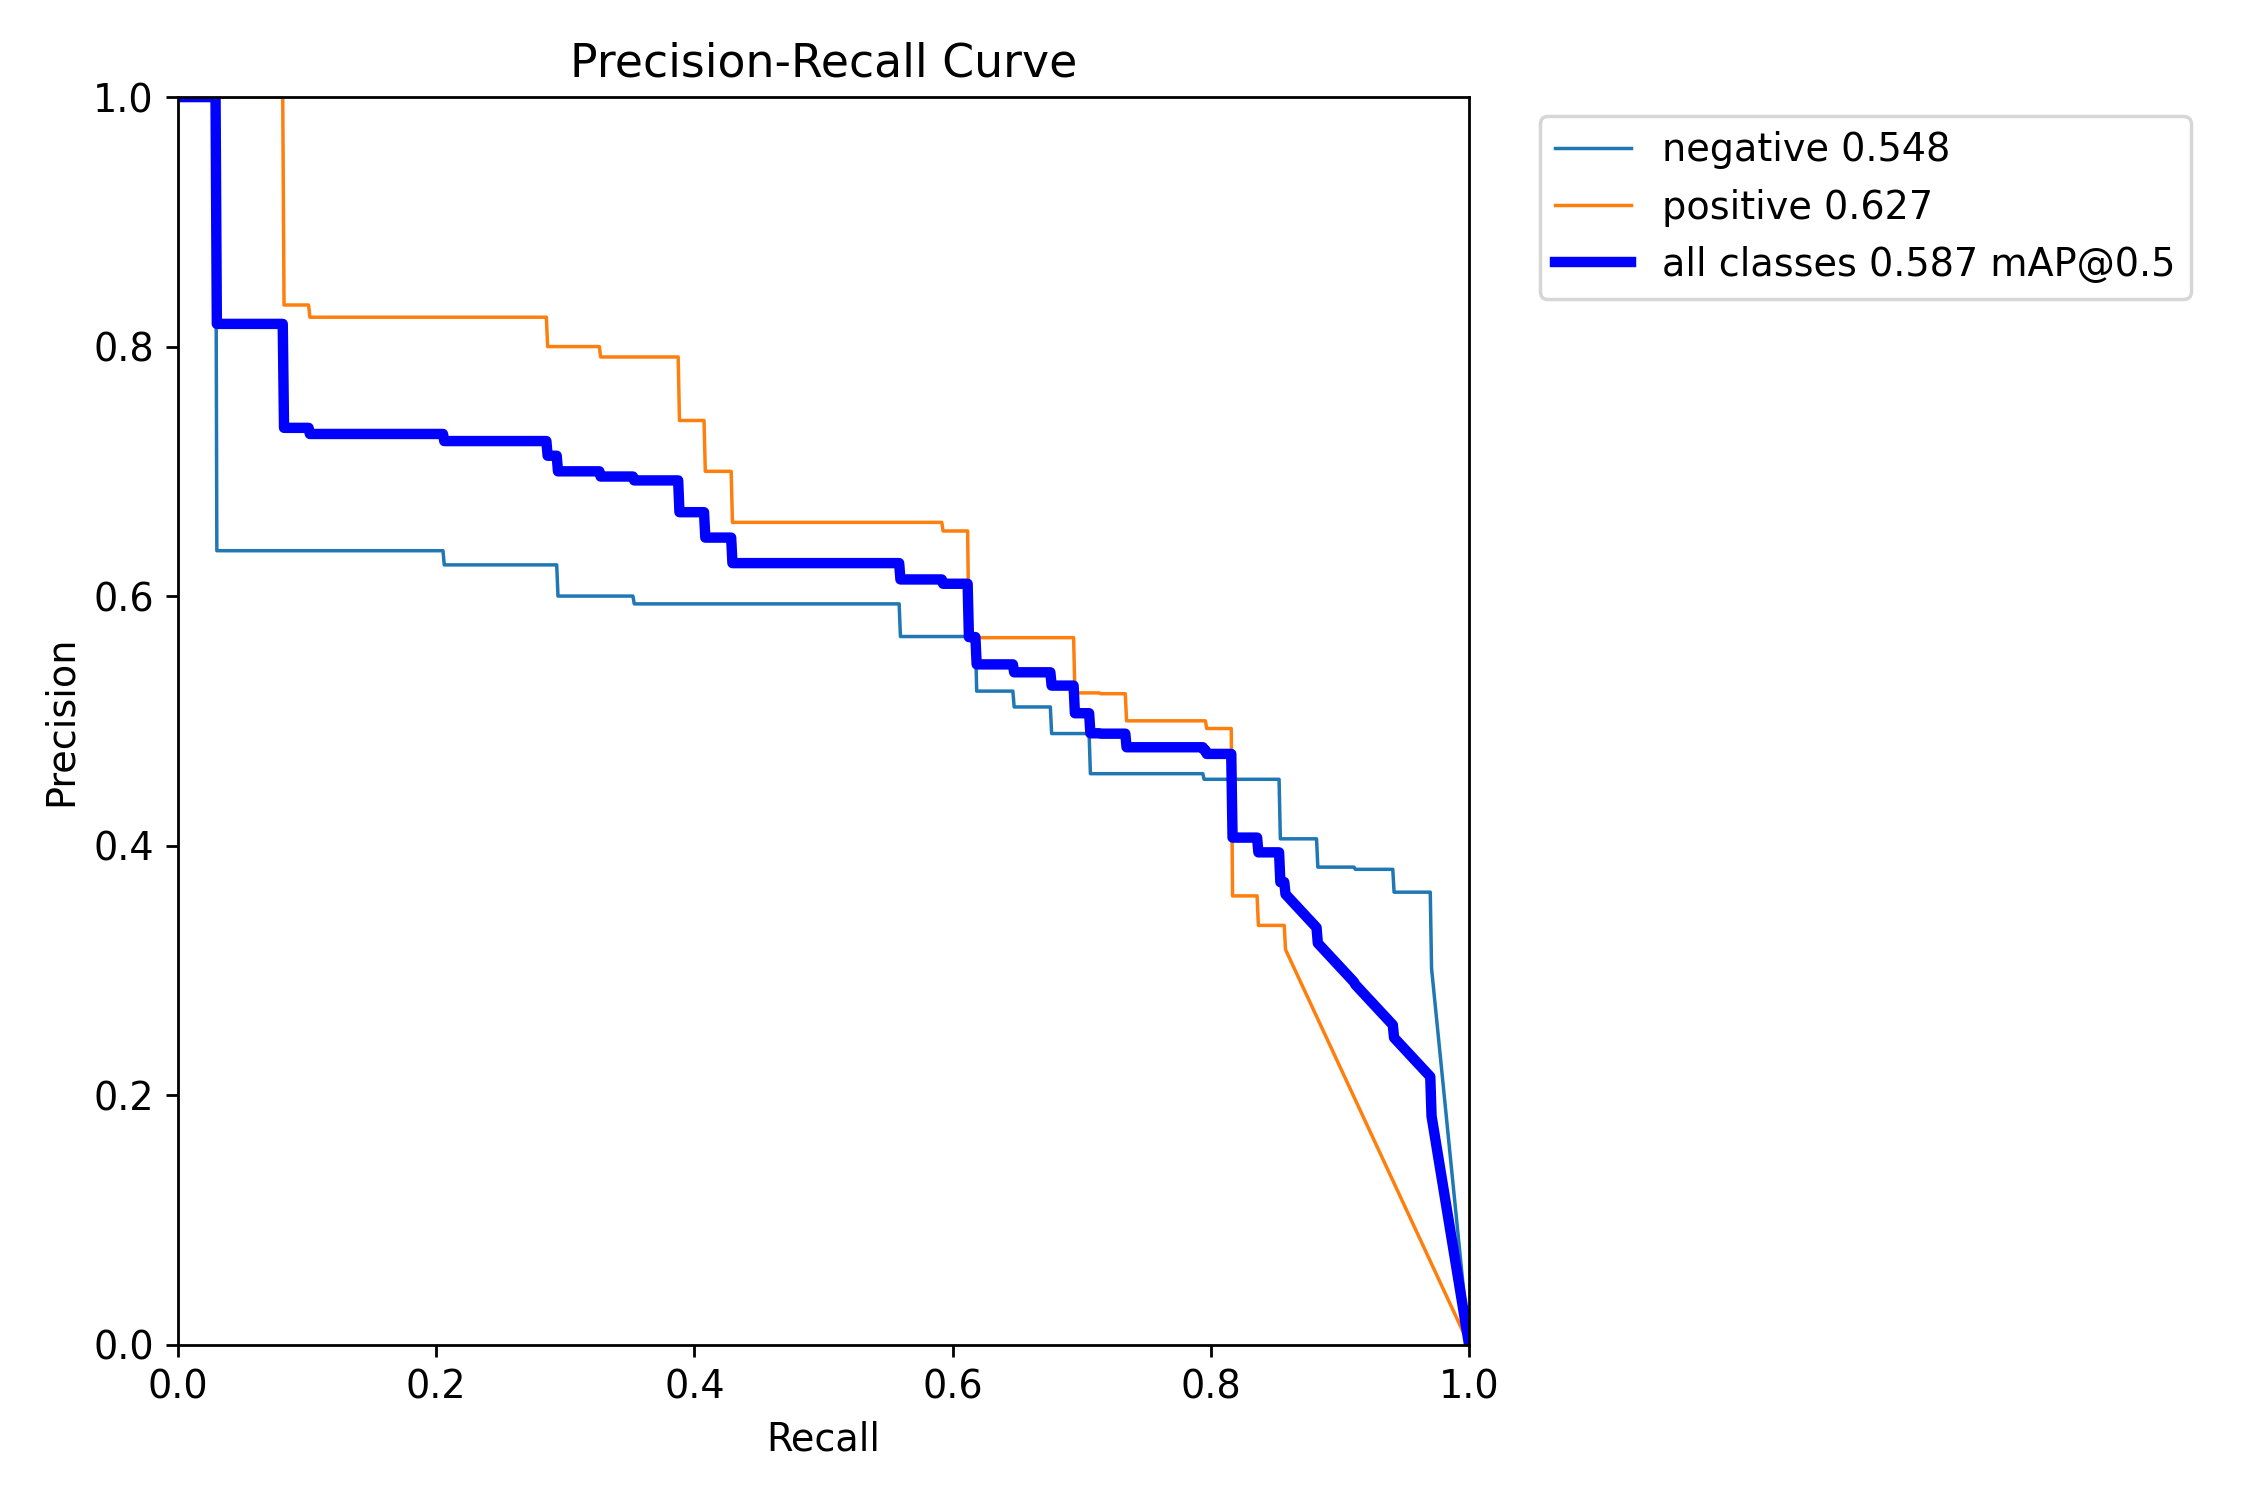 Precision-Recall Curve
negative 0.548
positive 0.627
all classes 0.587 mAP@0.5
1.0
0.8
0.6
0.4
0.2
0.0
Precision
0.0 0.2 0.4 0.6 0.8 1.0
Recall